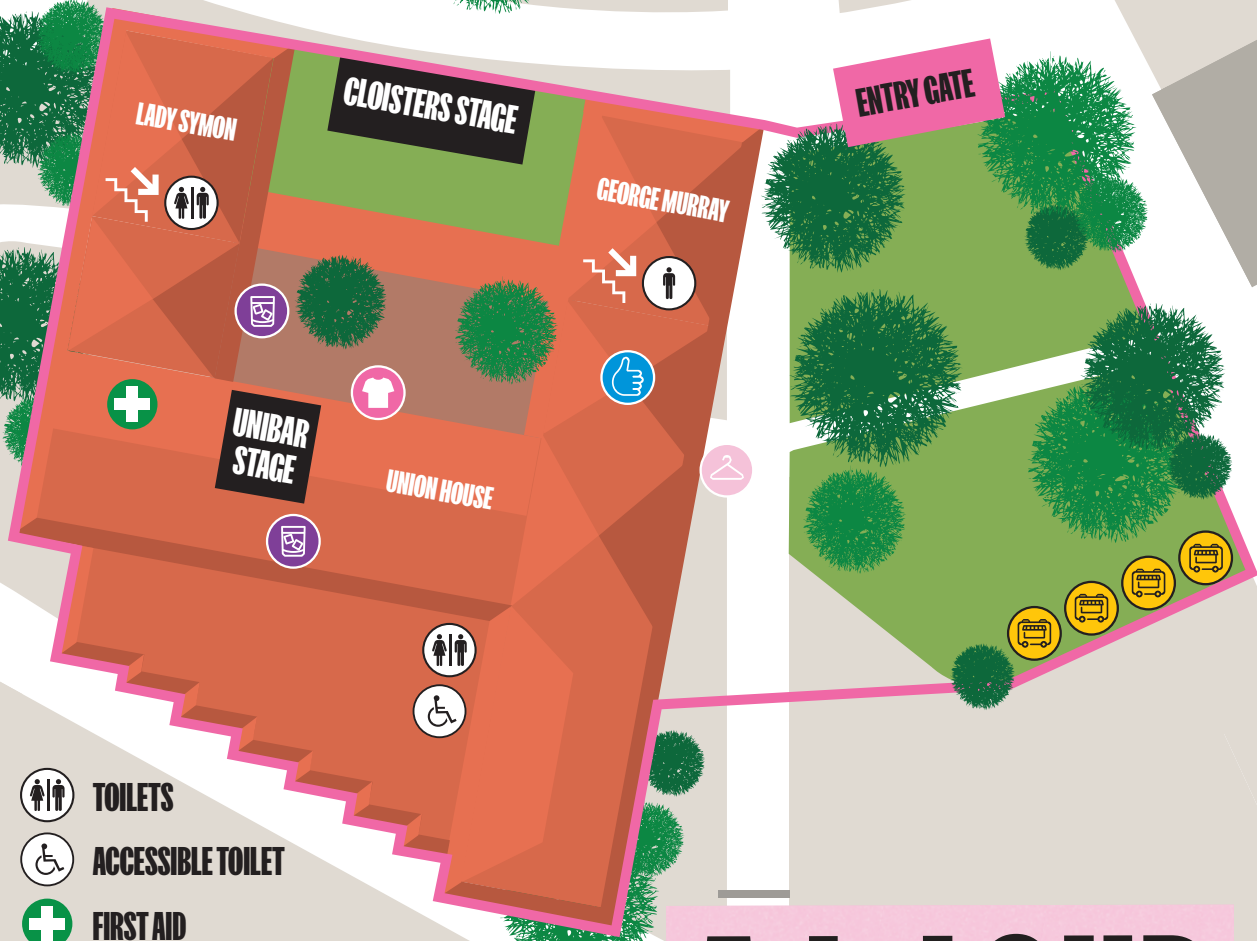 ENTRY GATE
CLOISTERS STAGE
LADY SYMON
GEORGE MURRAY
UNIBAR
STAGE
UNION HOUSE
TOILETS
ACCESSIBLE TOILET
FIRST AID